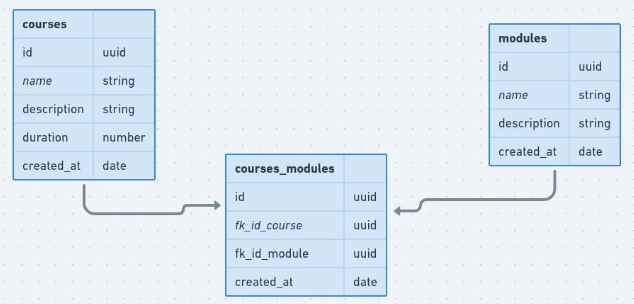 courses
id uuid
name string
description string
duration number
created_at date
modules
id uuid
name string
description string
created_at date
courses_modules
id uuid
fk_id_course uuid
fk_id_module uuid
created_at date